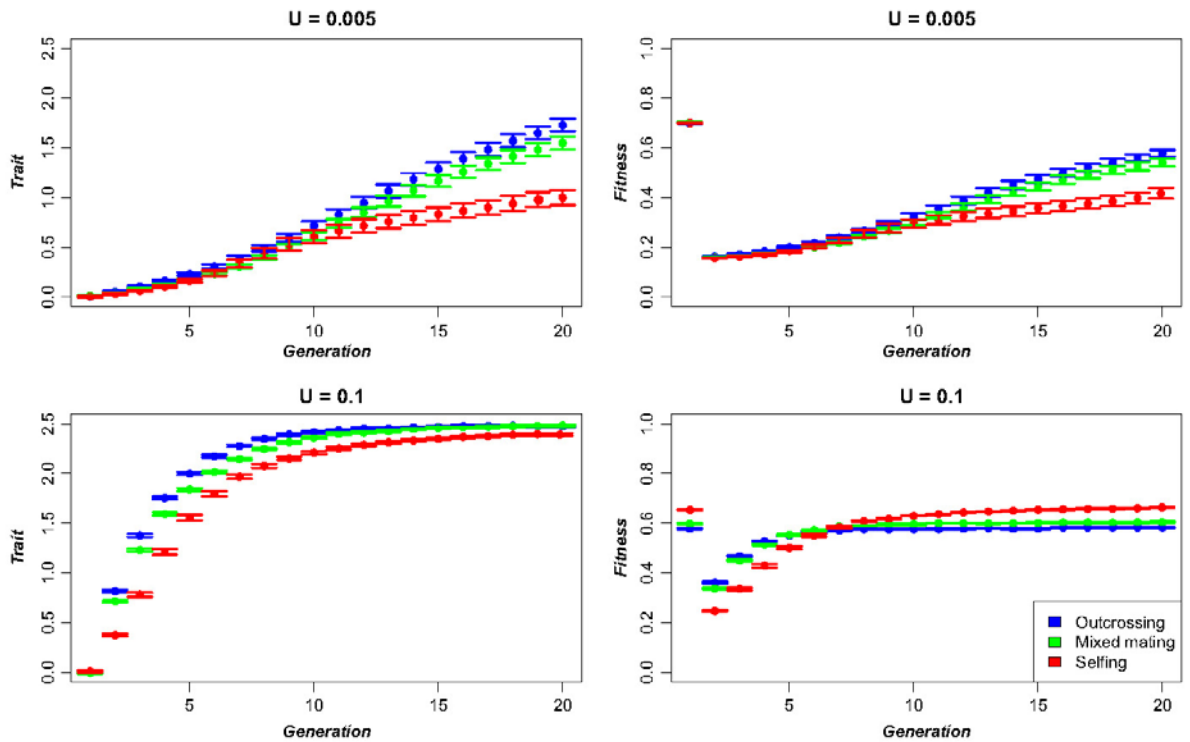 U = 0.005
Trait
2.5
2.0
1.5
1.0
0.5
0.0
5
10
15
20
Generation
U = 0.005
Fitness
1.0
0.8
0.6
0.4
0.2
0.0
5
10
15
20
Generation
U = 0.1
Trait
2.5
2.0
1.5
1.0
0.5
0.0
5
10
15
20
Generation
U = 0.1
Fitness
1.0
0.8
0.6
0.4
0.2
0.0
Outcrossing
Mixed mating
Selfing
5
10
15
20
Generation